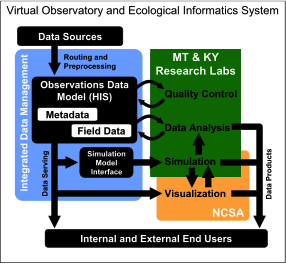 Virtual Observatory and Ecological Informatics System
Data Sources
Routing and
Preprocessing
MT & KY
Research Labs
Integrated Data Management
Observations Data
Model (HIS)
Metadata
Field Data
Quality Control
Data Analysis
Simulation
Model
Interface
Simulation
Data Serving
Data Products
Visualization
NCSA
Internal and External End Users